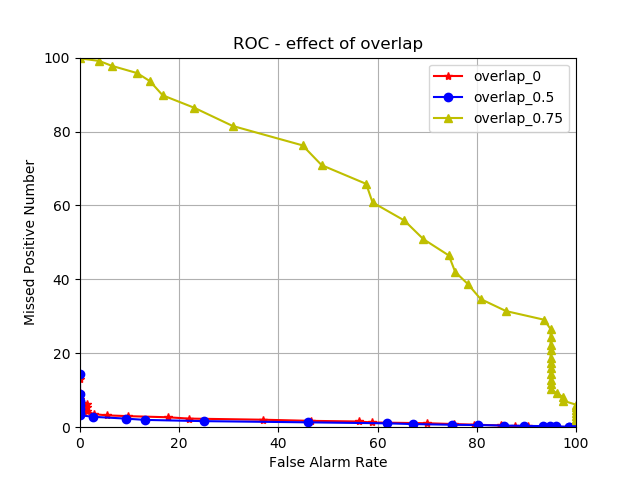 ROC - effect of overlap
100
80
60
40
20
0
Missed Positive Number
overlap_0
overlap_0.5
overlap_0.75
0
20
40
60
80
100
False Alarm Rate